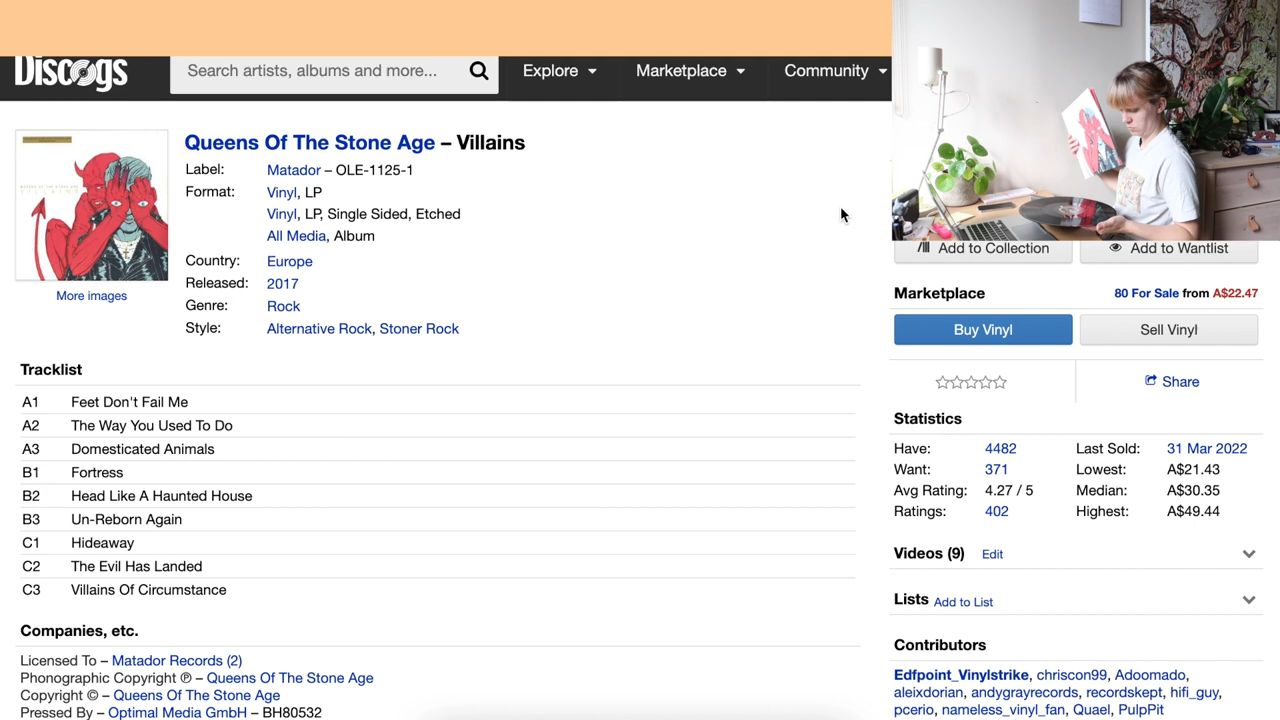 Discogs
Search artists, albums and more...
Explore
Marketplace
Community
Queens Of The Stone Age – Villains
Label: Matador – OLE-1125-1
Format: Vinyl, LP
Vinyl, LP, Single Sided, Etched
All Media, Album
Country: Europe
Released: 2017
Genre: Rock
Style: Alternative Rock, Stoner Rock
More images
Tracklist
A1 Feet Don't Fail Me
A2 The Way You Used To Do
A3 Domesticated Animals
B1 Fortress
B2 Head Like A Haunted House
B3 Un-Reborn Again
C1 Hideaway
C2 The Evil Has Landed
C3 Villains Of Circumstance
Companies, etc.
Licensed To – Matador Records (2)
Phonographic Copyright ℗ – Queens Of The Stone Age
Copyright © – Queens Of The Stone Age
Pressed By – Optimal Media GmbH – BH80532
Add to Collection
Add to Wantlist
Marketplace 80 For Sale from A$22.47
Buy Vinyl
Sell Vinyl
Share
Statistics
Have: 4482 Last Sold: 31 Mar 2022
Want: 371 Lowest: A$21.43
Avg Rating: 4.27 / 5 Median: A$30.35
Ratings: 402 Highest: A$49.44
Videos (9) Edit
Lists Add to List
Contributors
Edfpoint_Vinylstrike, chriscon99, Adoomado,
aleixdorian, andygrayrecords, recordskept, hifi_guy,
pcerio, nameless_vinyl_fan, Quael, PulpPit